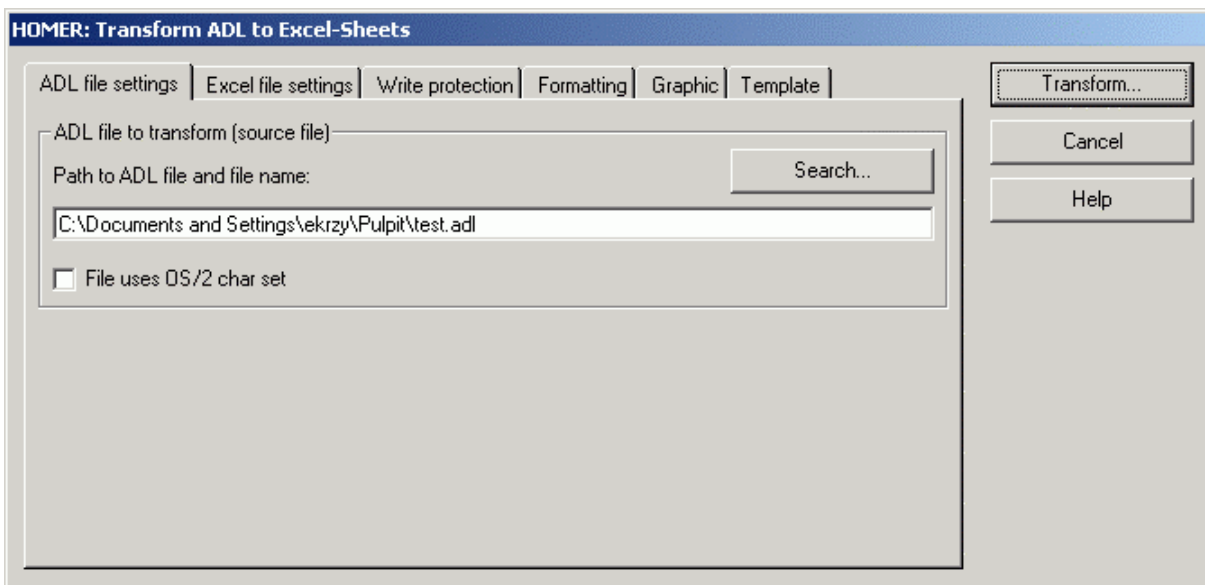 HOMER: Transform ADL to Excel-Sheets
ADL file settings Excel file settings Write protection Formatting Graphic Template
Transform...
ADL file to transform (source file)
Cancel
Path to ADL file and file name:
Search...
Help
C:\Documents and Settings\ekrzy\Pulpit\test.adl
File uses OS/2 char set